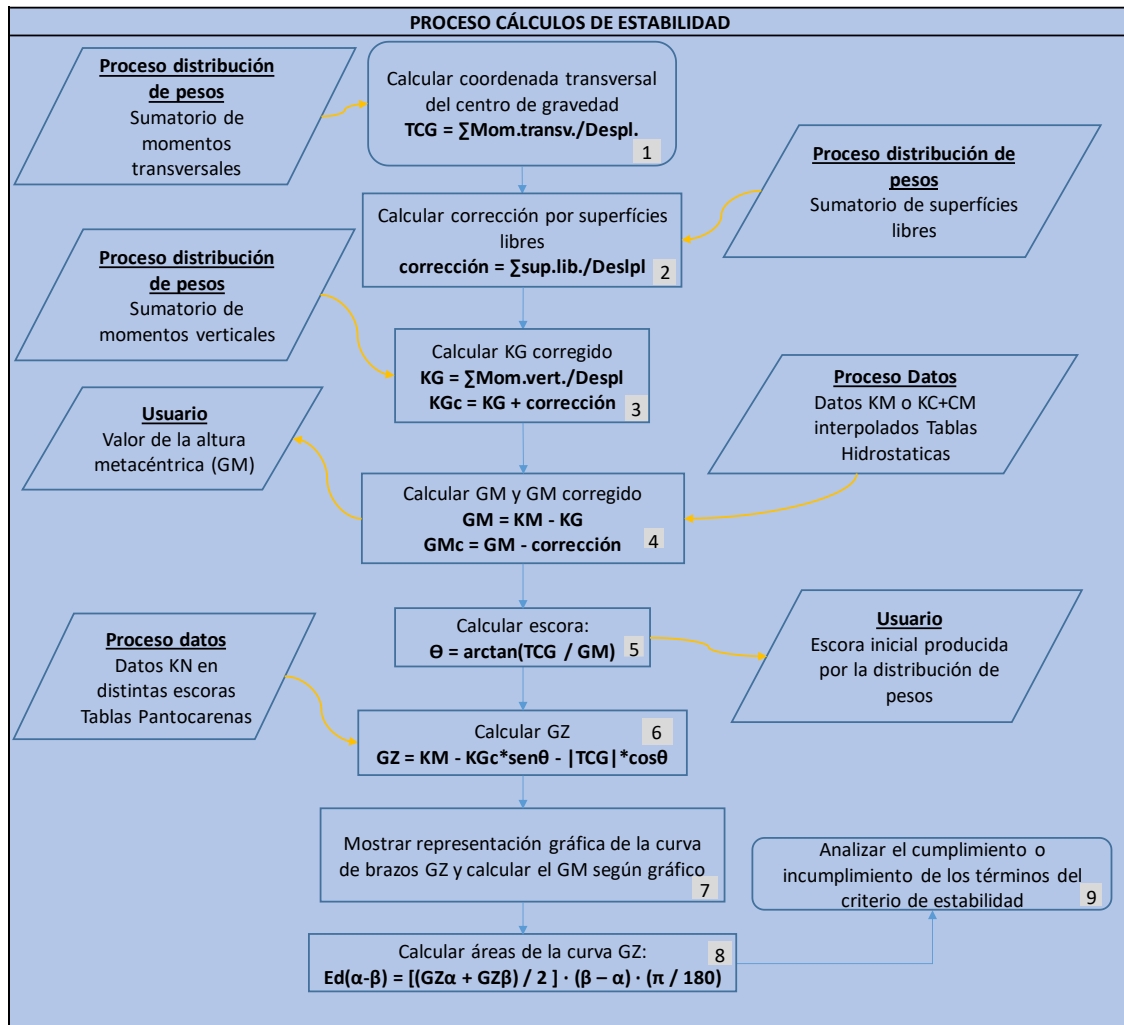 PROCESO CÁLCULOS DE ESTABILIDAD
Proceso distribución
de pesos
Sumatorio de
momentos
transversales
Calcular coordenada transversal
del centro de gravedad
TCG = ∑Mom.transv./Despl.
1
Proceso distribución de
pesos
Sumatorio de superfícies
libres
Calcular corrección por superfícies
libres
corrección = ∑sup.lib./Deslpl
2
Proceso distribución
de pesos
Sumatorio de
momentos verticales
Calcular KG corregido
KG = ∑Mom.vert./Despl
KGc = KG + corrección
3
Proceso Datos
Datos KM o KC+CM
interpolados Tablas
Hidrostaticas
Usuario
Valor de la altura
metacéntrica (GM)
Calcular GM y GM corregido
GM = KM - KG
GMc = GM - corrección
4
Calcular escora:
Ɵ = arctan(TCG / GM)
5
Usuario
Escora inicial producida
por la distribución de
pesos
Proceso datos
Datos KN en
distintas escoras
Tablas Pantocarenas
Calcular GZ
GZ = KM - KGc*senθ - |TCG|*cosθ
6
Mostrar representación gráfica de la curva
de brazos GZ y calcular el GM según gráfico
7
Calcular áreas de la curva GZ:
Ed(α-β) = [(GZα + GZβ) / 2 ] · (β – α) · (π / 180)
8
Analizar el cumplimiento o
incumplimiento de los términos del
criterio de estabilidad
9